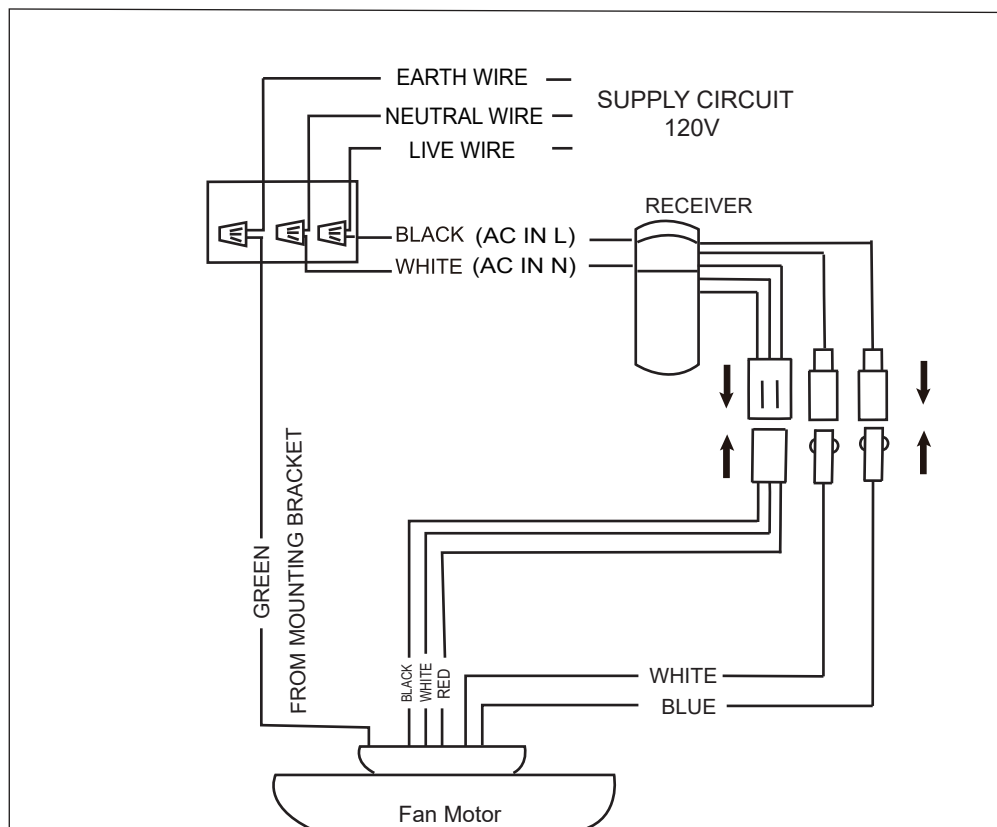 EARTH WIRE
NEUTRAL WIRE
LIVE WIRE
SUPPLY CIRCUIT
120V
RECEIVER
BLACK (AC IN L)
WHITE (AC IN N)
GREEN
FROM MOUNTING BRACKET
BLACK
WHITE
RED
WHITE
BLUE
Fan Motor